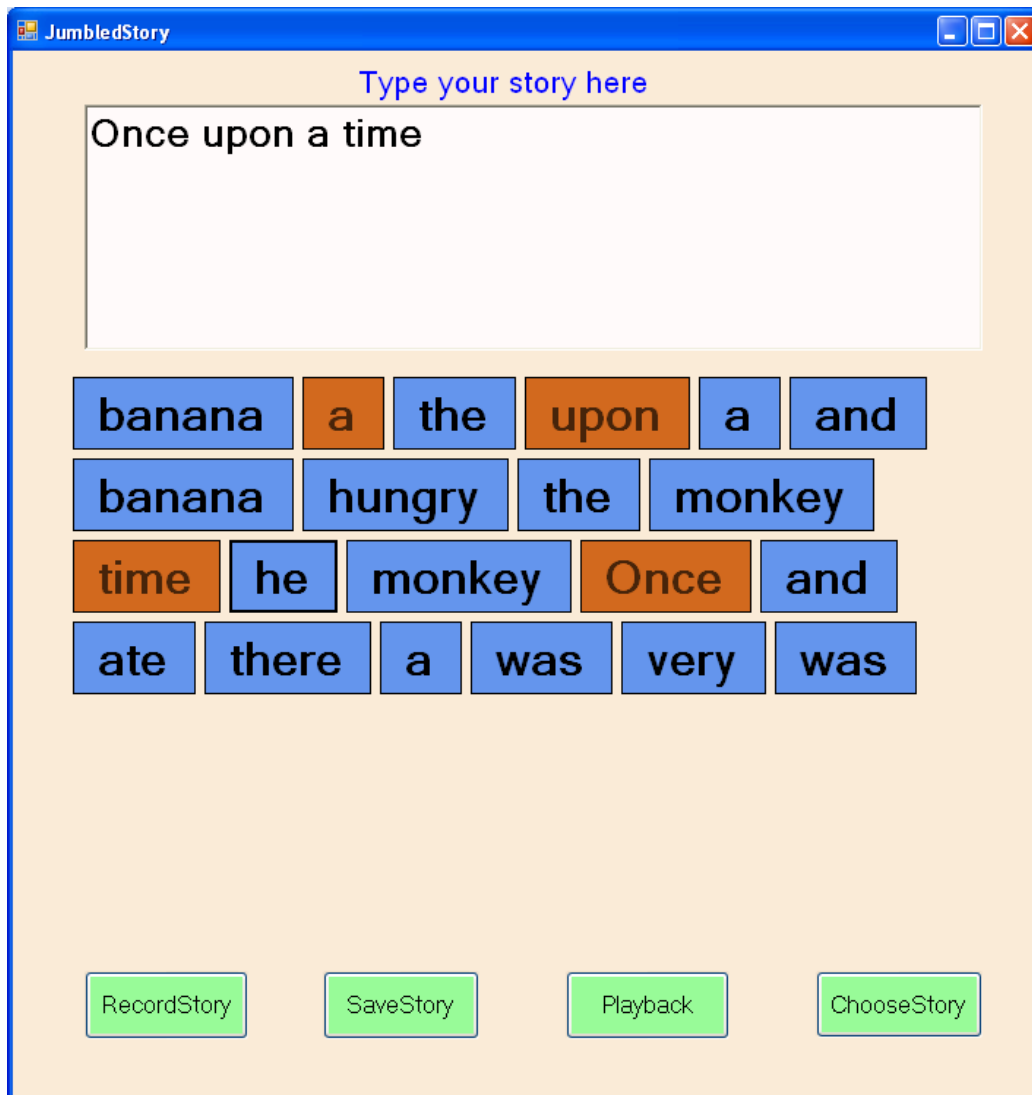 JumbledStory
Type your story here
Once upon a time
banana a the upon a and
banana hungry the monkey
time he monkey Once and
ate there a was very was
RecordStory SaveStory Playback ChooseStory